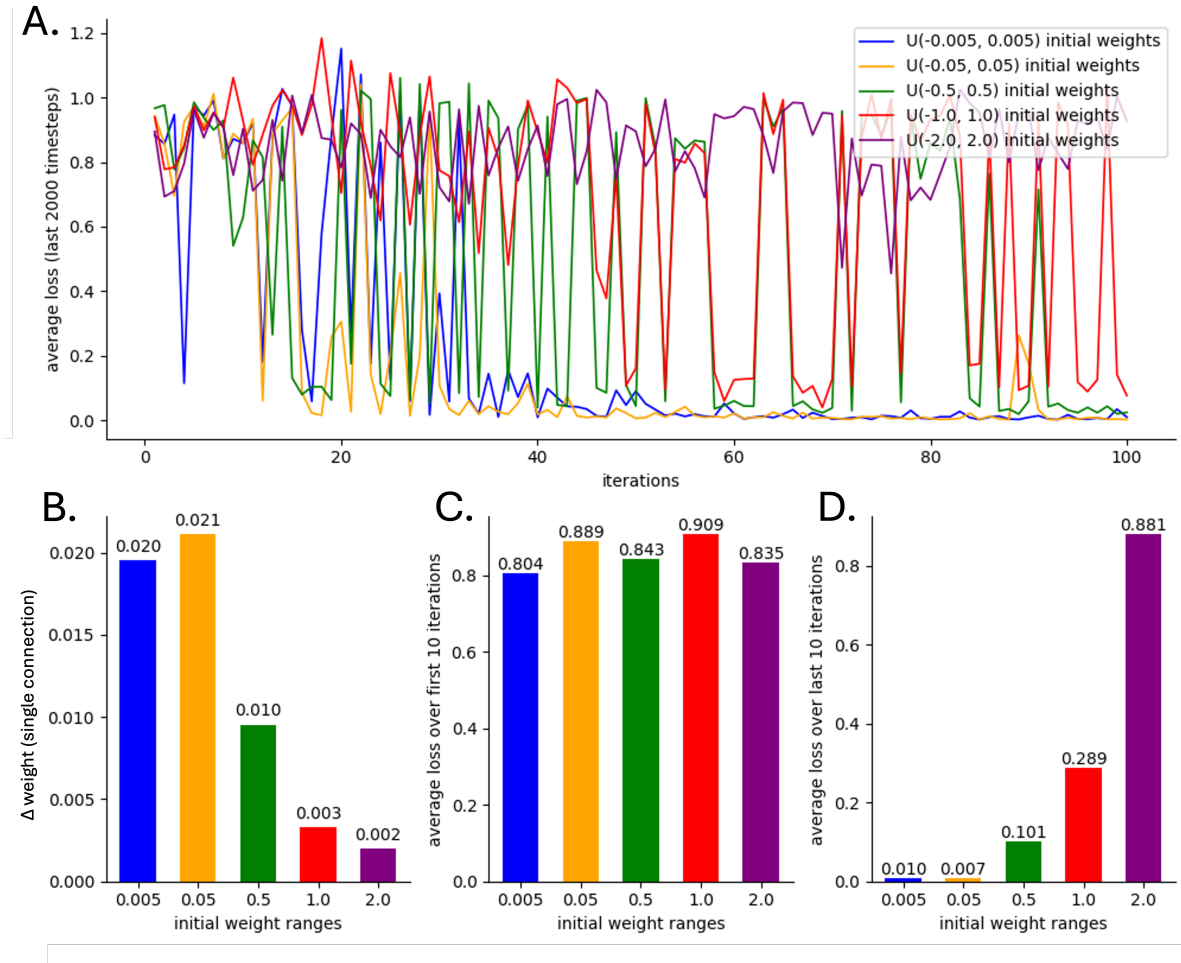 A.
1.2
1.0
0.8
0.6
0.4
0.2
0.0
average loss (last 2000 timesteps)
U(-0.005, 0.005) initial weights
U(-0.05, 0.05) initial weights
U(-0.5, 0.5) initial weights
U(-1.0, 1.0) initial weights
U(-2.0, 2.0) initial weights
0 20 40 60 80 100
iterations
B.
0.020
0.015
0.010
0.005
0.000
Δ weight (single connection)
0.020 0.021 0.010 0.003 0.002
0.005 0.05 0.5 1.0 2.0
initial weight ranges
C.
0.8
0.6
0.4
0.2
0.0
average loss over first 10 iterations
0.804 0.889 0.843 0.909 0.835
0.005 0.05 0.5 1.0 2.0
initial weight ranges
D.
0.8
0.6
0.4
0.2
0.0
average loss over last 10 iterations
0.010 0.007 0.101 0.289 0.881
0.005 0.05 0.5 1.0 2.0
initial weight ranges